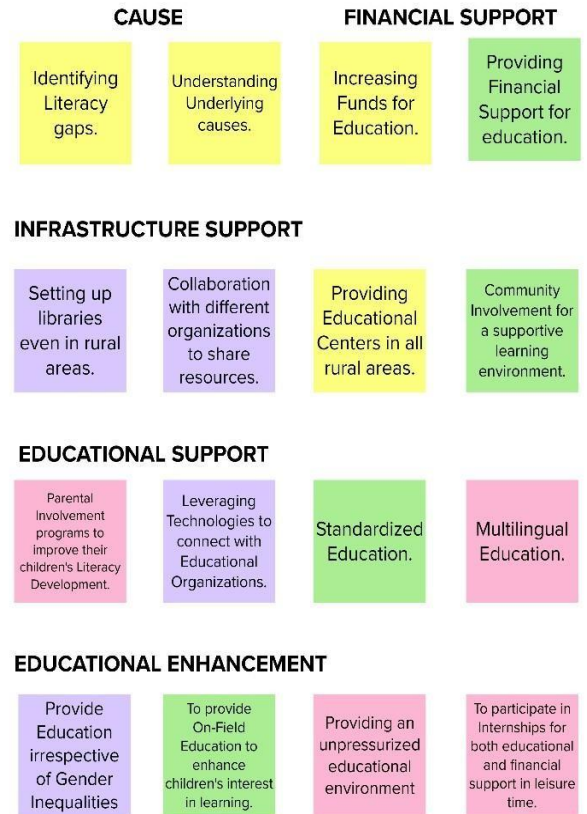 CAUSE
FINANCIAL SUPPORT
Identifying
Literacy
gaps.
Understanding
Underlying
causes.
Increasing
Funds for
Education.
Providing
Financial
Support for
education.
INFRASTRUCTURE SUPPORT
Setting up
libraries
even in rural
areas.
Collaboration
with different
organizations
to share
resources.
Providing
Educational
Centers in all
rural areas.
Community
Involvement for
a supportive
learning
environment.
EDUCATIONAL SUPPORT
Parental
Involvement
programs to
improve their
children's Literacy
Development.
Leveraging
Technologies to
connect with
Educational
Organizations.
Standardized
Education.
Multilingual
Education.
EDUCATIONAL ENHANCEMENT
Provide
Education
irrespective
of Gender
Inequalities
To provide
On-Field
Education to
enhance
children's interest
in learning.
Providing an
unpressurized
educational
environment
To participate in
Internships for
both educational
and financial
support in leisure
time.